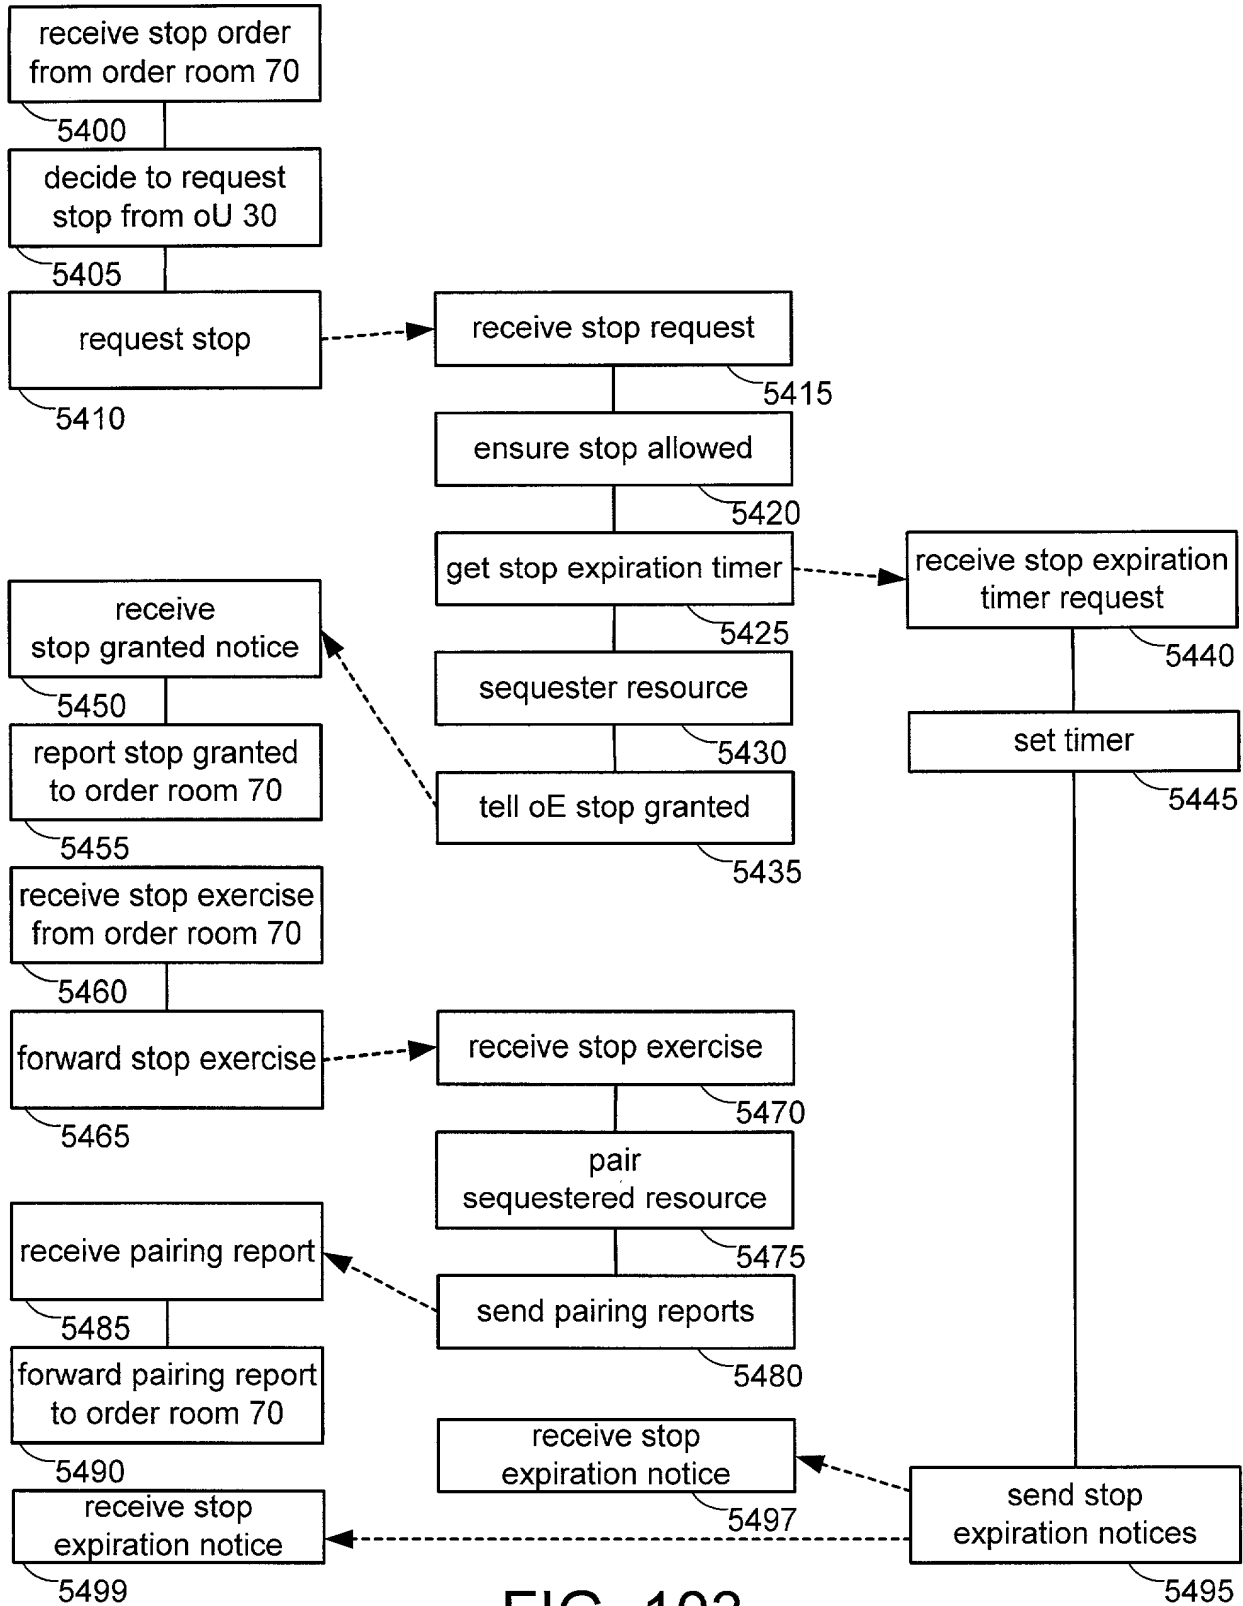 receive stop order
from order room 70
5400
decide to request
stop from oU 30
5405
request stop
5410
receive stop request
5415
ensure stop allowed
5420
get stop expiration timer
5425
receive stop expiration
timer request
5440
receive
stop granted notice
5450
sequester resource
5430
set timer
5445
report stop granted
to order room 70
5455
tell oE stop granted
5435
receive stop exercise
from order room 70
5460
forward stop exercise
5465
receive stop exercise
5470
pair
sequestered resource
5475
receive pairing report
5485
send pairing reports
5480
forward pairing report
to order room 70
5490
receive stop
expiration notice
5497
send stop
expiration notices
5495
receive stop
expiration notice
5499
FIG. 103